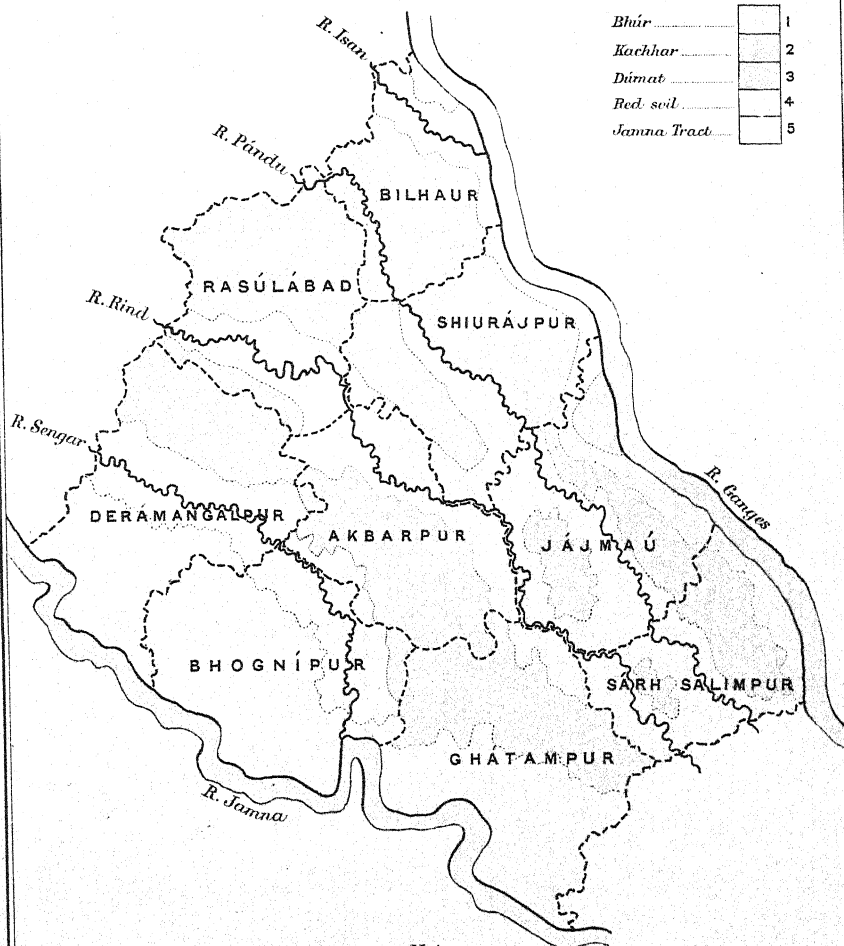 Bhúr 1
Kachhar 2
Dúmat 3
Red soil 4
Jamna Tract 5
R. Isan
R. Pándu
BILHAUR
RASÚLÁBAD
R. Rind
SHIURÁJPUR
R. Sengar
R. Ganges
DERÁMANGALPUR
AKBARPUR
JÁJMAÚ
BHOGNÍPUR
SÁRH SALIMPUR
GHATAMPUR
R. Jamna